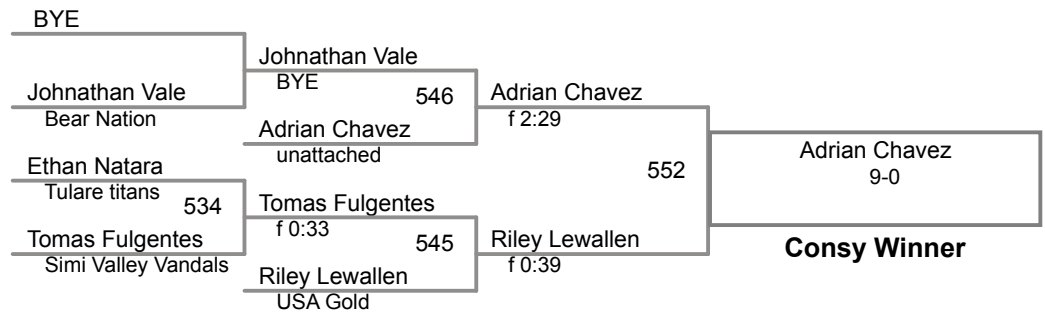 BYE
Johnathan Vale
Bear Nation
Ethan Natara
Tulare titans
534
Tomas Fulgentes
Simi Valley Vandals
Johnathan Vale
BYE
546
Adrian Chavez
unattached
Tomas Fulgentes
f 0:33
545
Riley Lewallen
USA Gold
Adrian Chavez
f 2:29
552
Riley Lewallen
f 0:39
Adrian Chavez
9-0
Consy Winner